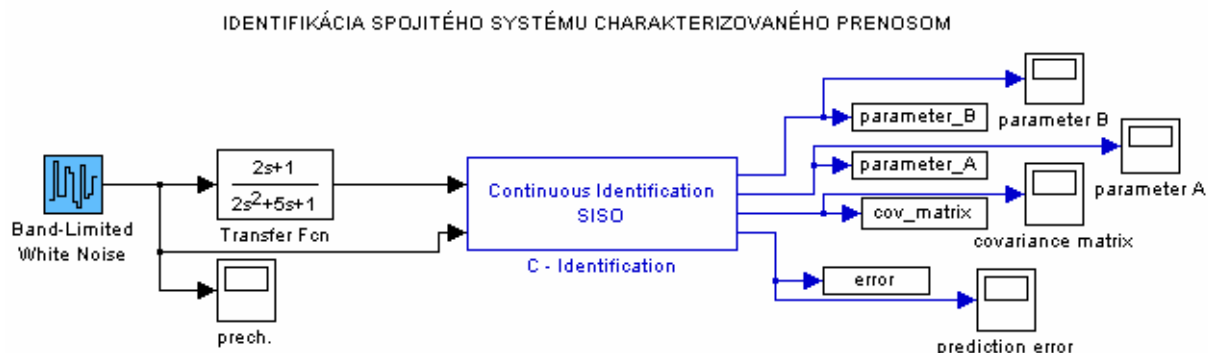 IDENTIFIKÁCIA SPOJITÉHO SYSTÉMU CHARAKTERIZOVANÉHO PRENOSOM
Band-Limited
White Noise
2s+1
2s²+5s+1
Transfer Fcn
prech.
Continuous Identification
SISO
C - Identification
parameter_B
parameter B
parameter_A
parameter A
cov_matrix
covariance matrix
error
prediction error